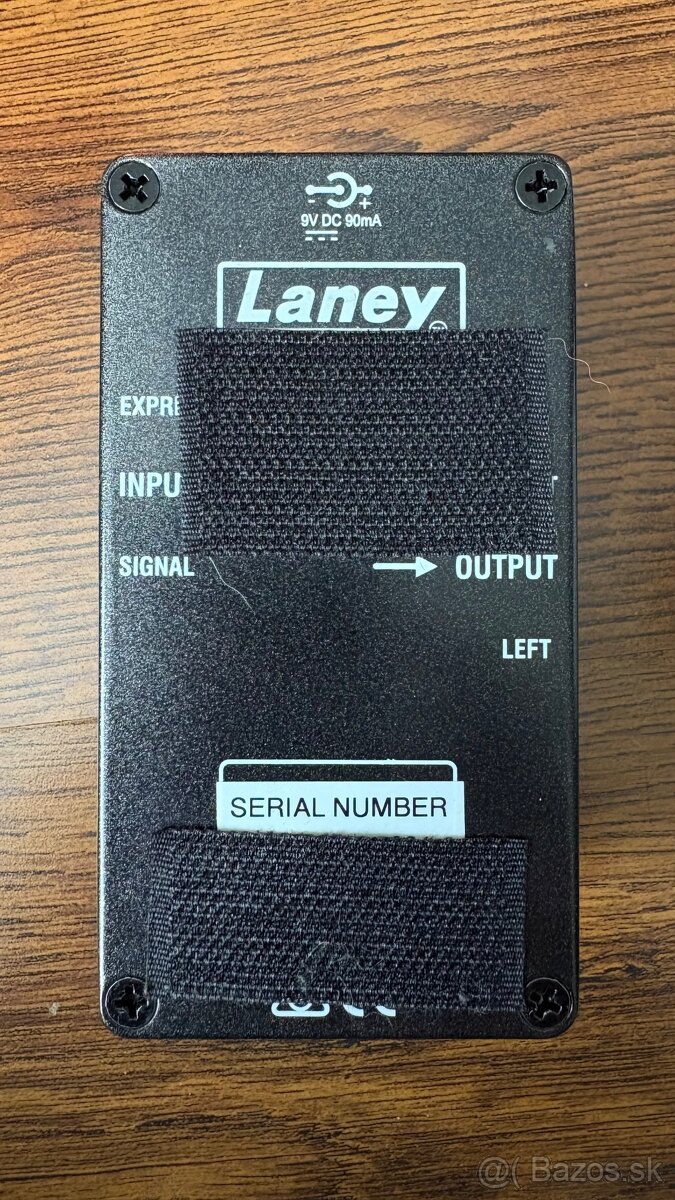 - +
9V DC 90mA
Laney
EXPRE
INPU
SIGNAL
OUTPUT
LEFT
SERIAL NUMBER
@( Bazos.sk